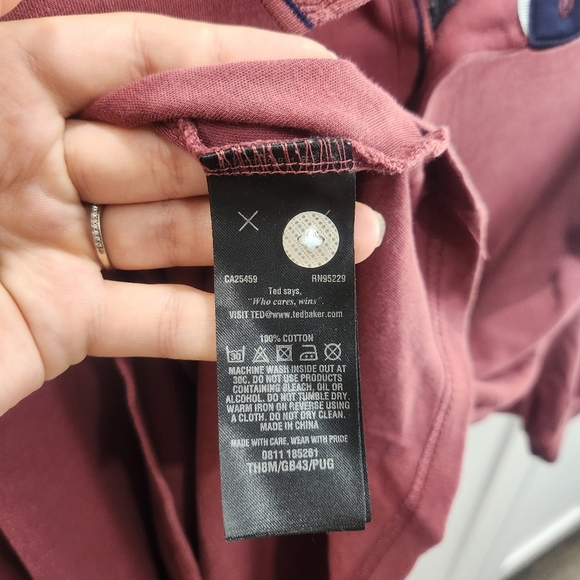 CA25459 RN95229
Ted says,
"Who cares, wins".
VISIT TED@www.tedbaker.com
100% COTTON
30
MACHINE WASH INSIDE OUT AT
30C. DO NOT USE PRODUCTS
CONTAINING BLEACH, OIL OR
ALCOHOL. DO NOT TUMBLE DRY.
WARM IRON ON REVERSE USING
A CLOTH. DO NOT DRY CLEAN.
MADE IN CHINA
MADE WITH CARE, WEAR WITH PRIDE
0811 185261
TH8M/GB43/PUG